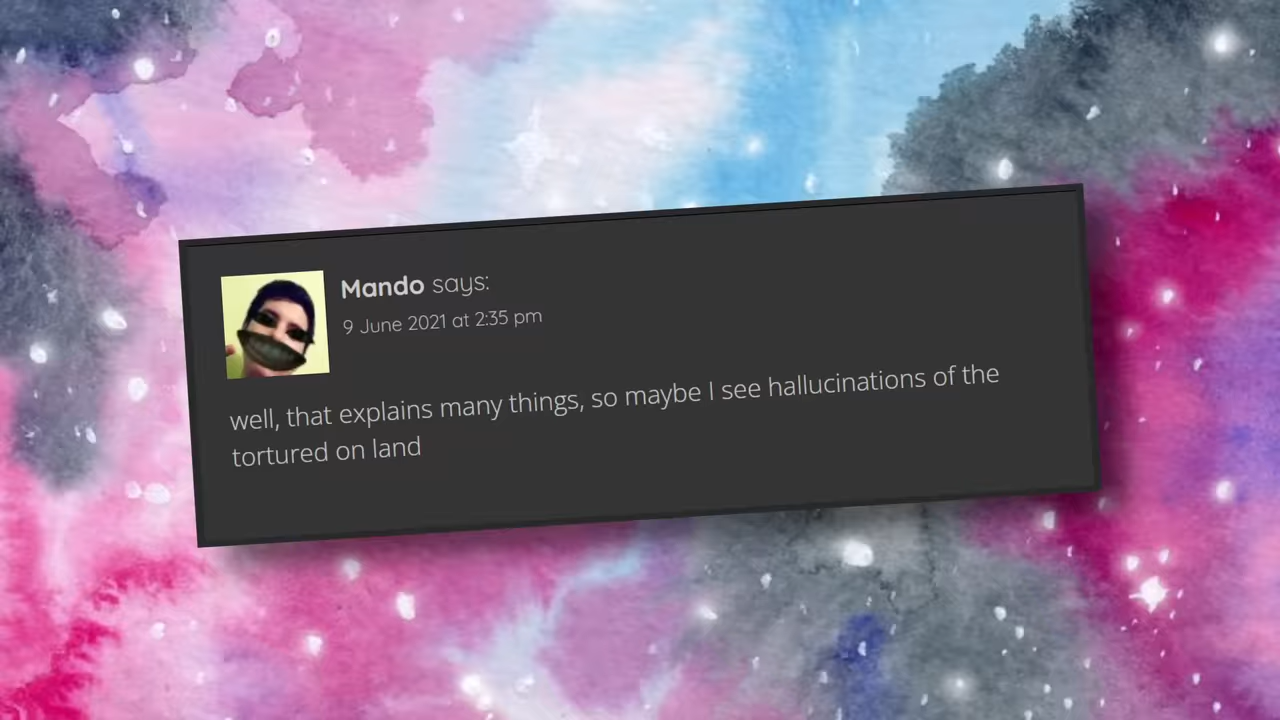 Mando says:
9 June 2021 at 2:35 pm
well, that explains many things, so maybe I see hallucinations of the
tortured on land